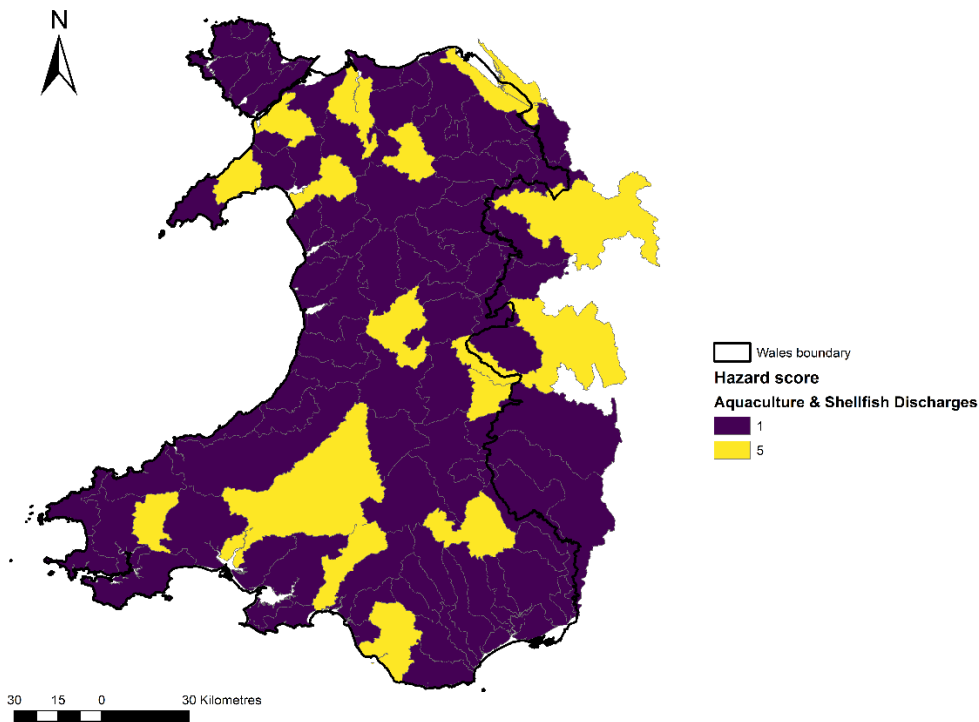 N
Wales boundary
Hazard score
Aquaculture & Shellfish Discharges
1
5
30 15 0 30 Kilometres